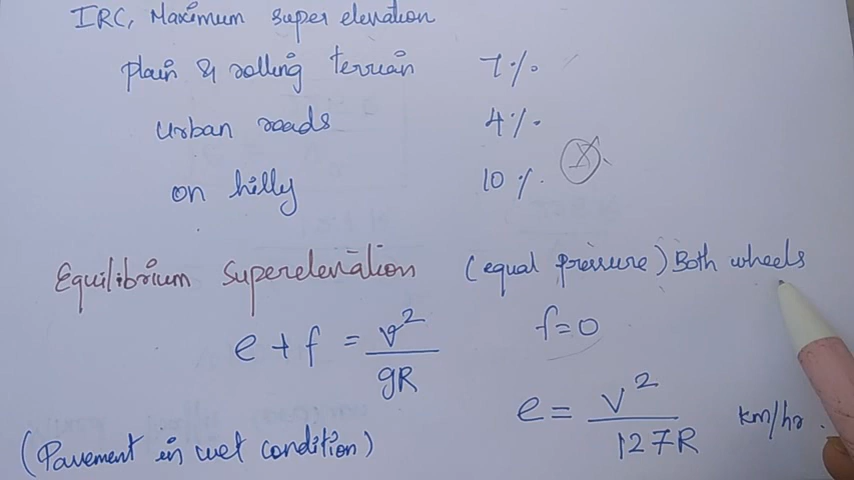 IRC, Maximum super elevation
Plain & rolling terrian 7%.
Urban roads 4%.
on hilly 10%.
Equilibrium superelevation (equal pressure) Both wheels
e + f = v²/gR f=0
e = V²/127R km/hr.
(Pavement in wet condition)